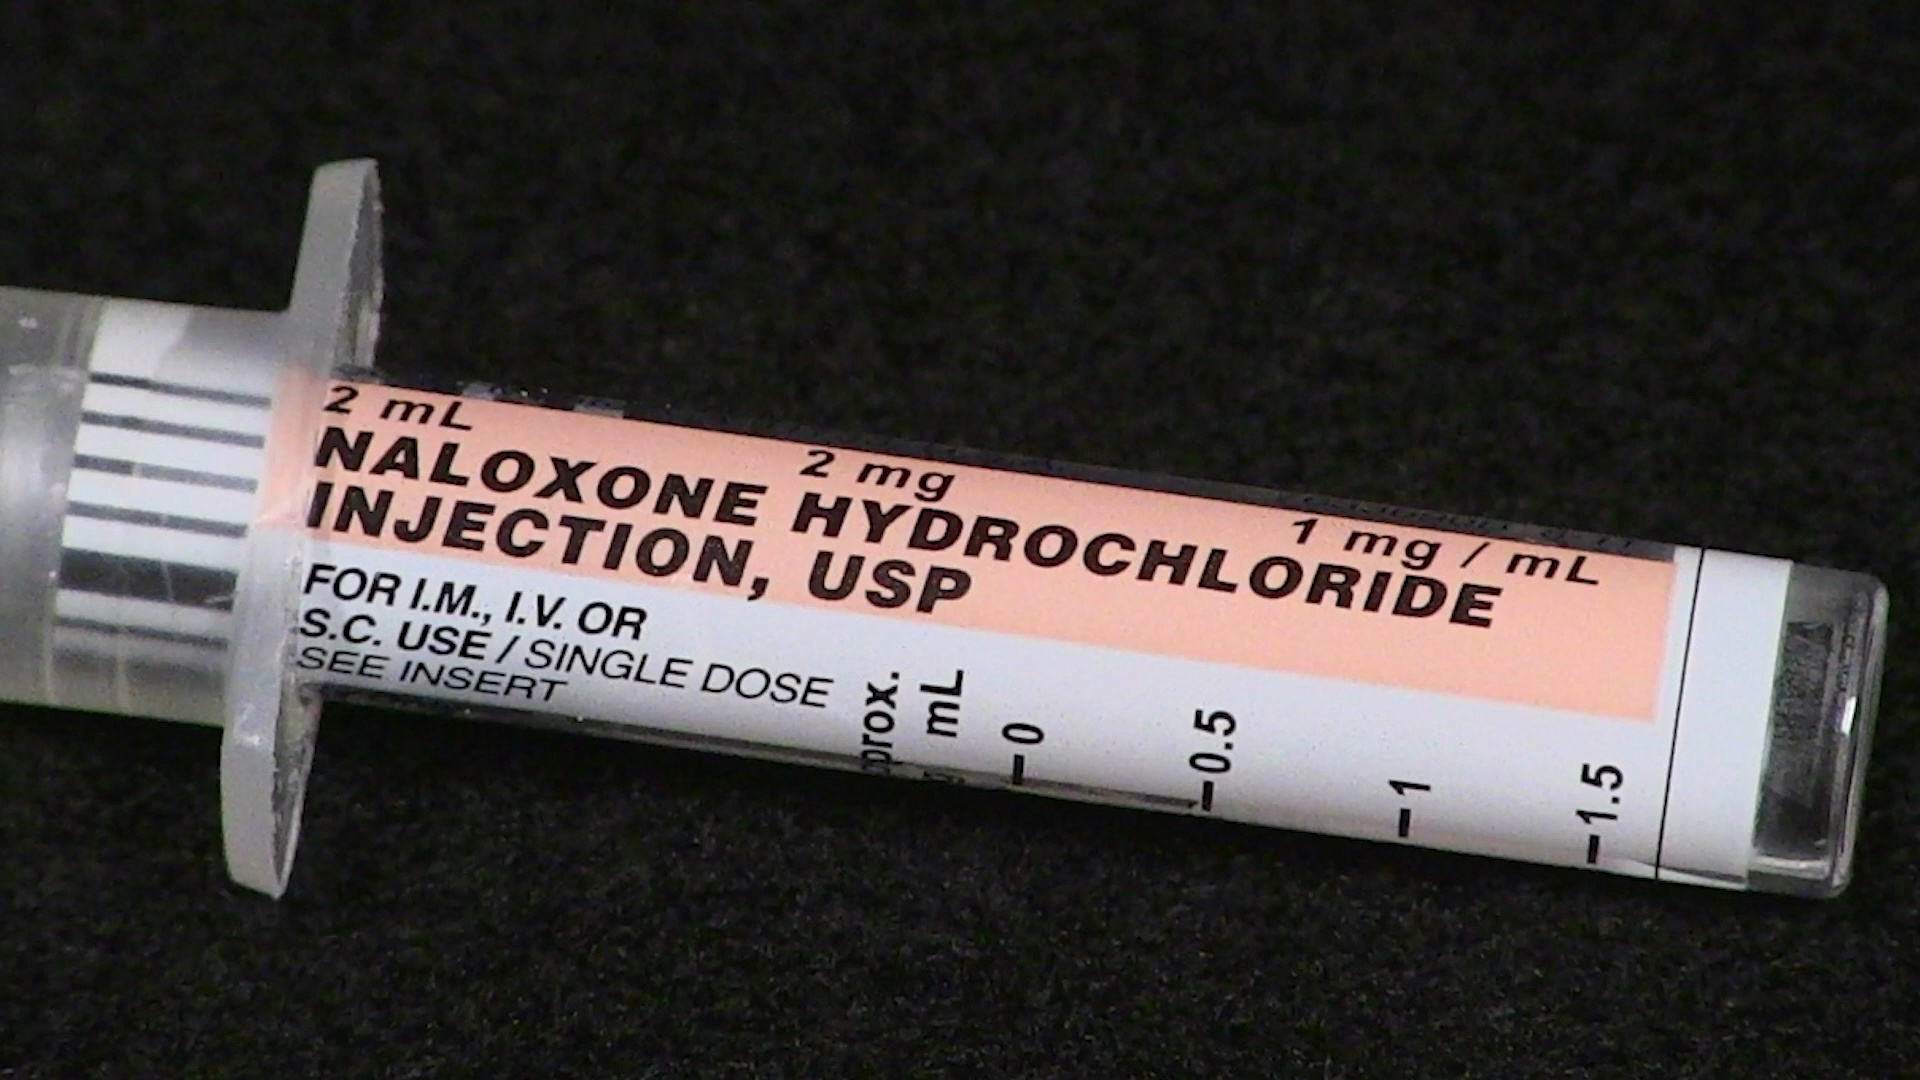 2 mL 2 mg 1 mg / mL
NALOXONE HYDROCHLORIDE
INJECTION, USP
FOR I.M., I.V. OR
S.C. USE / SINGLE DOSE
SEE INSERT
mL
0
0.5
1
1.5